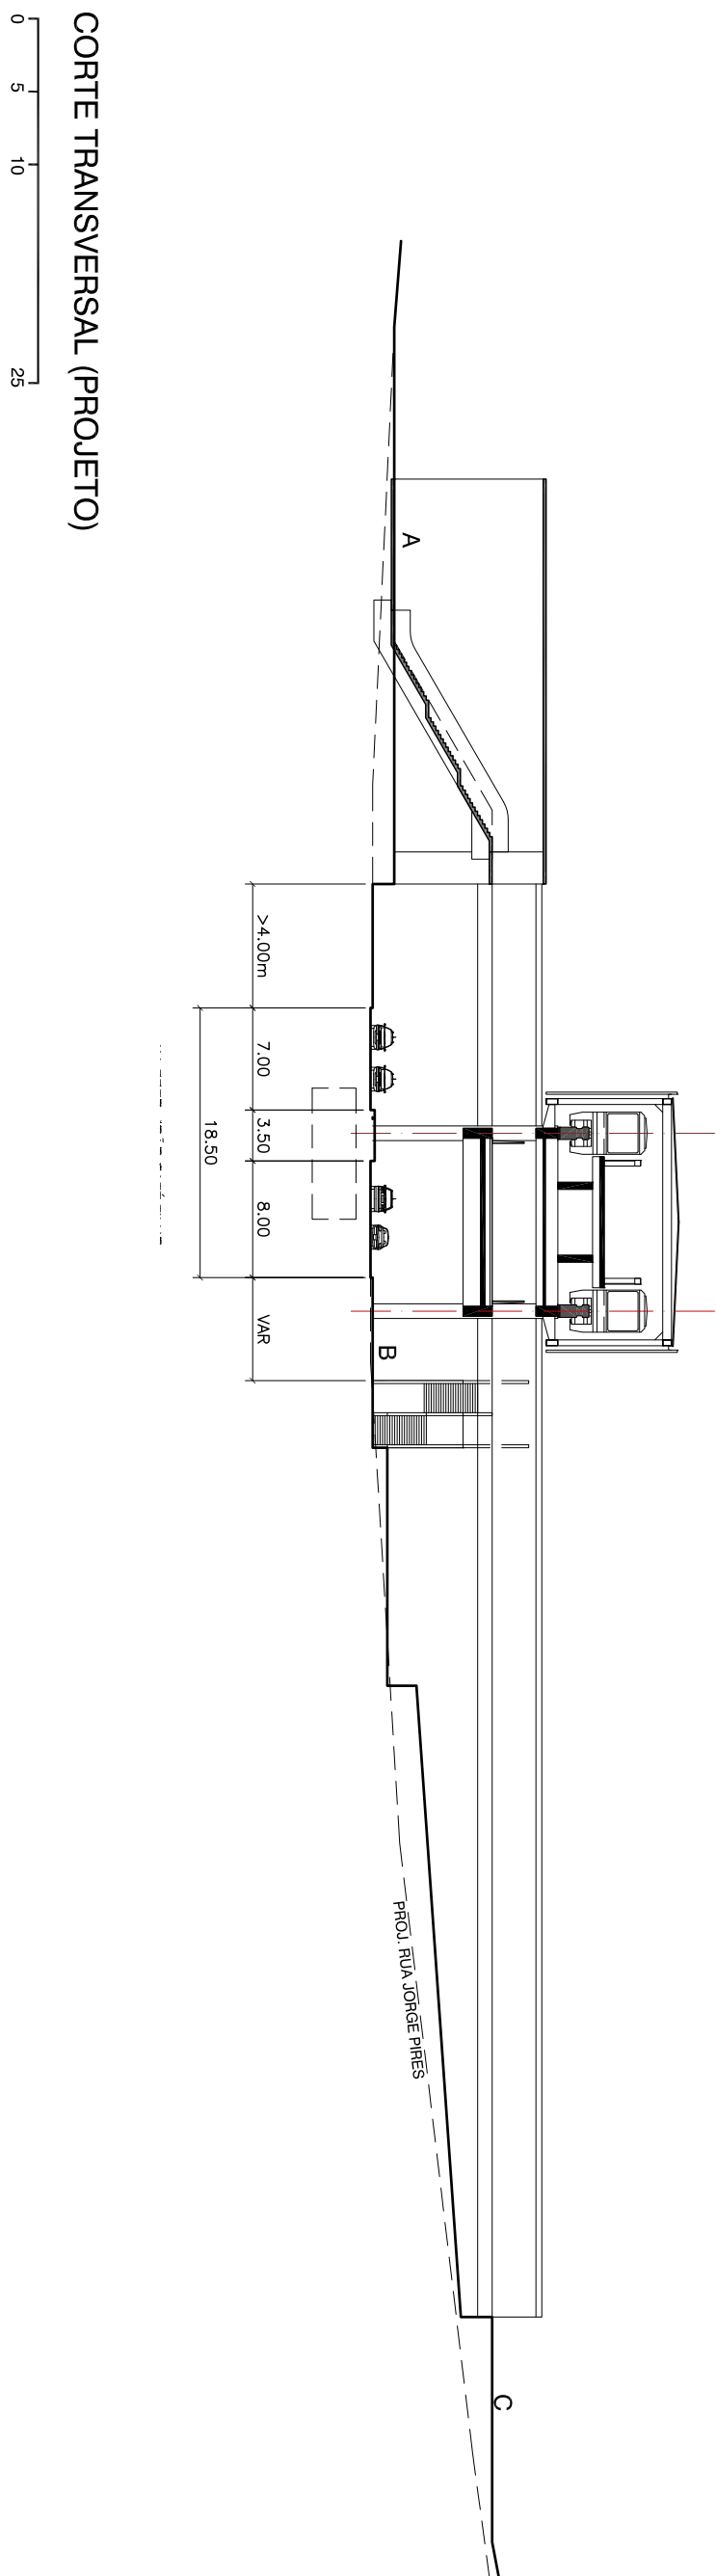 A
B
C
PROJ. RUA JORGE PIRES
>4.00m
7.00
3.50
8.00
VAR
18.50
CORTE TRANSVERSAL (PROJETO)
0
5
10
25